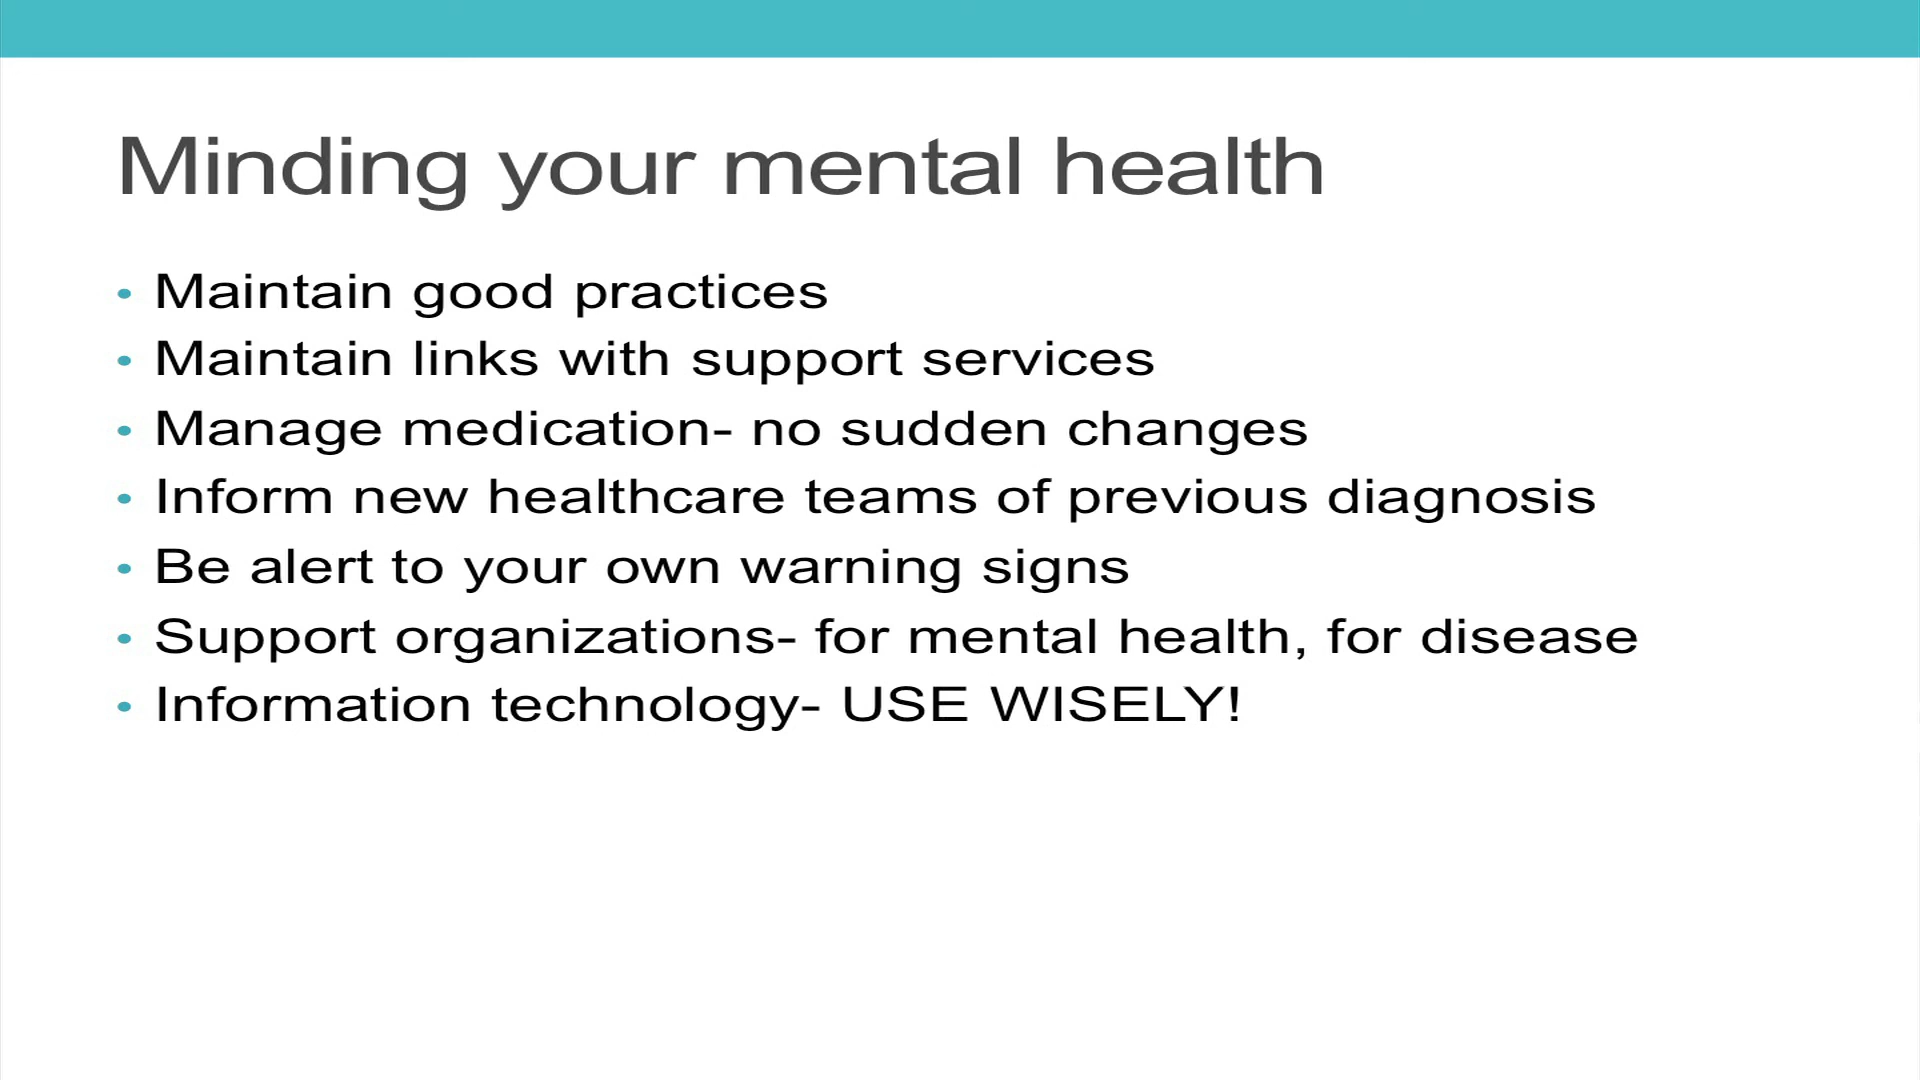 Minding your mental health
• Maintain good practices
• Maintain links with support services
• Manage medication- no sudden changes
• Inform new healthcare teams of previous diagnosis
• Be alert to your own warning signs
• Support organizations- for mental health, for disease
• Information technology- USE WISELY!